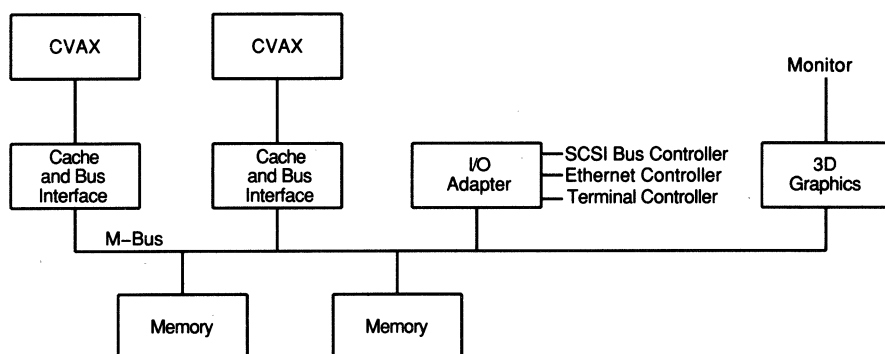 CVAX
CVAX
Monitor
Cache
and Bus
Interface
Cache
and Bus
Interface
I/O
Adapter
SCSI Bus Controller
Ethernet Controller
Terminal Controller
3D
Graphics
M-Bus
Memory
Memory